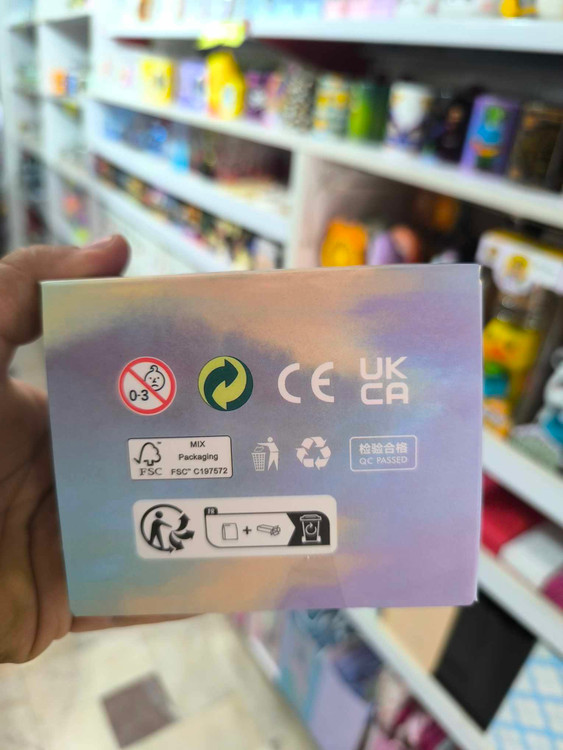 0-3
CE
UK
CA
MIX
Packaging
FSC™ C197572
FSC
检验合格
QC PASSED
FR